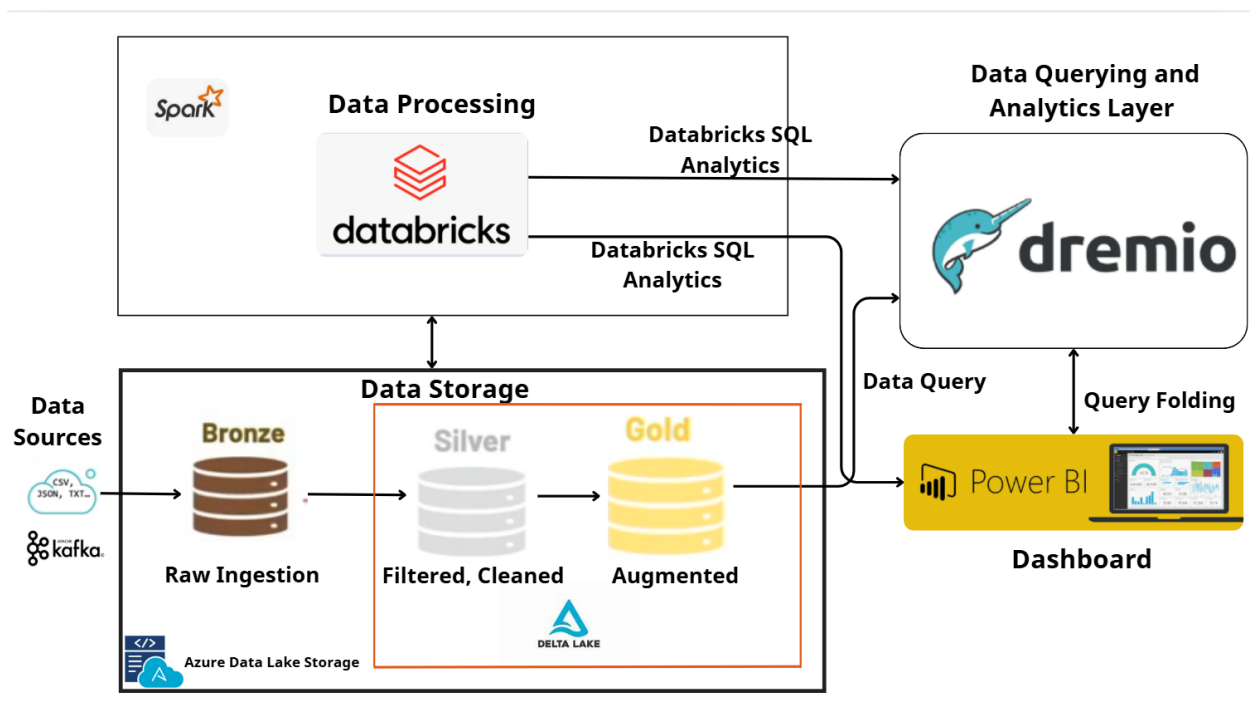 Spark
Data Processing
databricks
Databricks SQL
Analytics
Databricks SQL
Analytics
Data Querying and
Analytics Layer
dremio
Data Query
Query Folding
Power BI
Dashboard
Data
Sources
CSV,
JSON, TXT...
APACHE
kafka
Data Storage
Bronze
Raw Ingestion
Silver
Filtered, Cleaned
Gold
Augmented
DELTA LAKE
</>
Azure Data Lake Storage